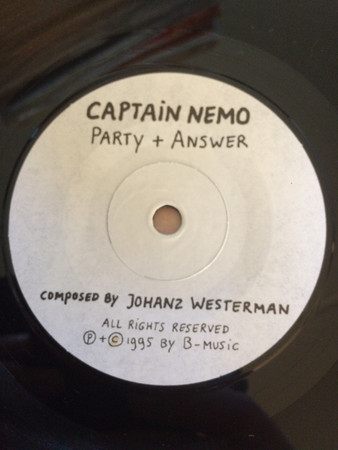 CAPTAiN NEMO
PARTY + ANSWER
COMPOSED BY JOHANZ WESTERMAN
ALL RIGHTS RESERVED
℗ + © 1995 BY B-MUSIC